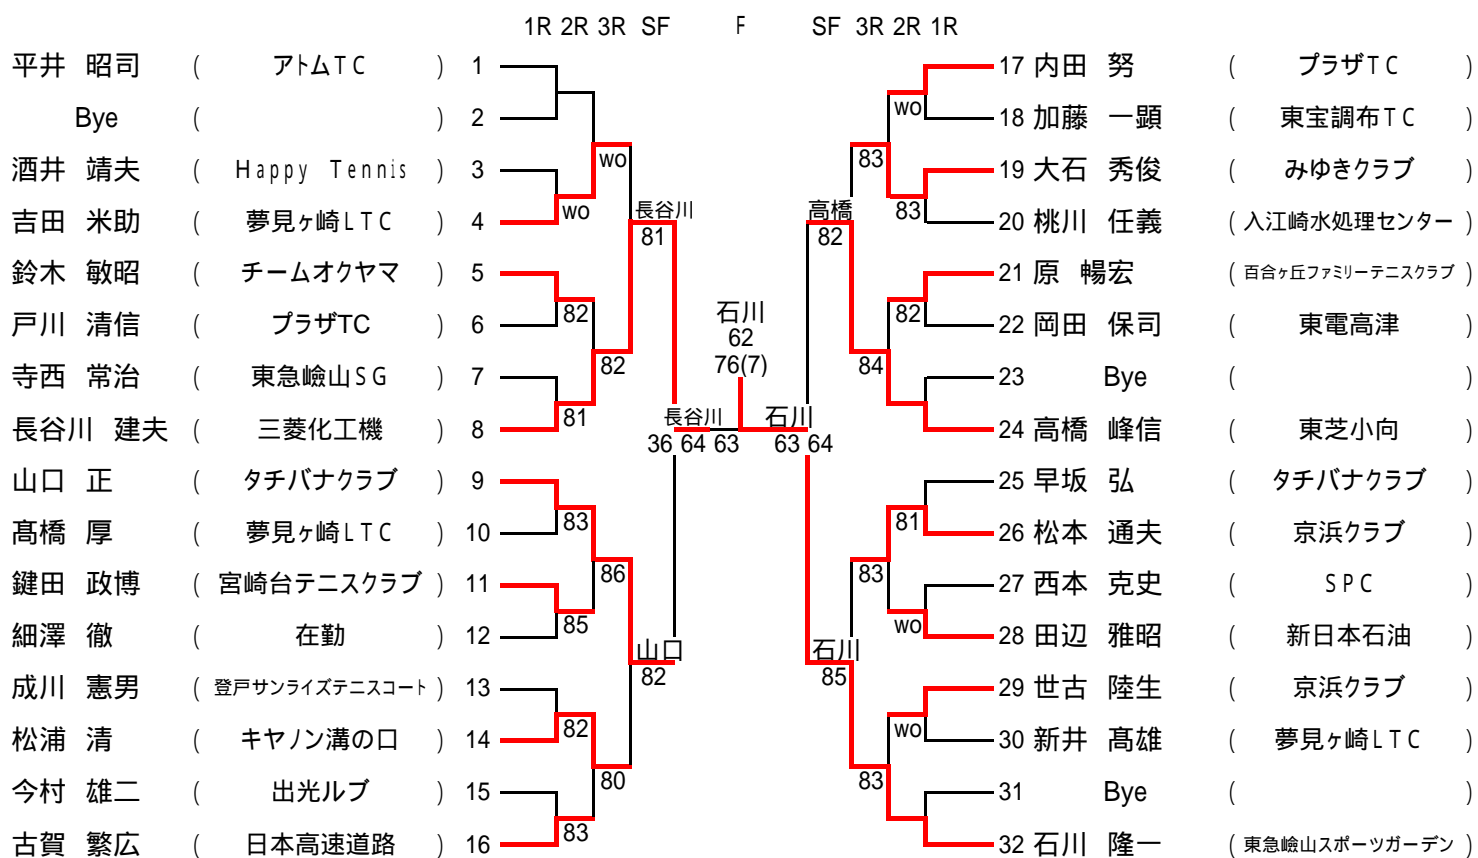 1R 2R 3R SF F SF 3R 2R 1R
平井 昭司 ( アトムTC ) 1
17 内田 努 ( プラザTC )
Bye ( ) 2
wo
18 加藤 一顕 ( 東宝調布TC )
wo
83
酒井 靖夫 ( Happy Tennis ) 3
19 大石 秀俊 ( みゆきクラブ )
吉田 米助 ( 夢見ヶ崎LTC ) 4
wo
長谷川
高橋
83
20 桃川 任義 ( 入江崎水処理センター )
81
82
鈴木 敏昭 ( チームオクヤマ ) 5
21 原 暢宏 ( 百合ヶ丘ファミリーテニスクラブ )
戸川 清信 ( プラザTC ) 6
82
石川
62
76(7)
82
22 岡田 保司 ( 東電高津 )
寺西 常治 ( 東急嶮山SG ) 7
82
84
23 Bye ( )
長谷川 建夫 ( 三菱化工機 ) 8
81
長谷川
石川
24 高橋 峰信 ( 東芝小向 )
36 64 63
63 64
山口 正 ( タチバナクラブ ) 9
25 早坂 弘 ( タチバナクラブ )
髙橋 厚 ( 夢見ヶ崎LTC ) 10
83
81
26 松本 通夫 ( 京浜クラブ )
86
83
鍵田 政博 ( 宮崎台テニスクラブ ) 11
27 西本 克史 ( SPC )
細澤 徹 ( 在勤 ) 12
85
wo
28 田辺 雅昭 ( 新日本石油 )
山口
石川
82
85
成川 憲男 ( 登戸サンライズテニスコート ) 13
29 世古 陸生 ( 京浜クラブ )
松浦 清 ( キヤノン溝の口 ) 14
82
wo
30 新井 髙雄 ( 夢見ヶ崎LTC )
80
83
今村 雄二 ( 出光ルブ ) 15
31 Bye ( )
古賀 繁広 ( 日本高速道路 ) 16
83
32 石川 隆一 ( 東急嶮山スポーツガーデン )